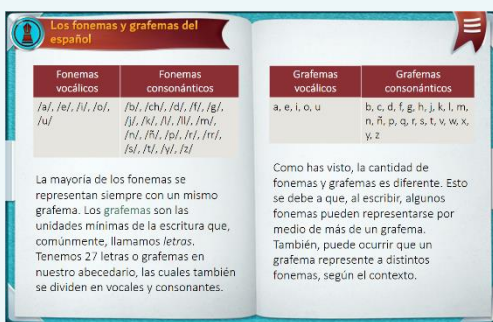 Los fonemas y grafemas del
español
Fonemas
vocálicos
Fonemas
consonánticos
/a/, /e/, /i/, /o/,
/u/
/b/, /ch/, /d/, /f/, /g/,
/j/, /k/, /l/, /ll/, /m/,
/n/, /ñ/, /p/, /r/, /rr/,
/s/, /t/, /y/, /z/
La mayoría de los fonemas se
representan siempre con un mismo
grafema. Los grafemas son las
unidades mínimas de la escritura que,
comúnmente, llamamos letras.
Tenemos 27 letras o grafemas en
nuestro abecedario, las cuales también
se dividen en vocales y consonantes.
Grafemas
vocálicos
Grafemas
consonánticos
a, e, i, o, u
b, c, d, f, g, h, j, k, l, m,
n, ñ, p, q, r, s, t, v, w, x,
y, z
Como has visto, la cantidad de
fonemas y grafemas es diferente. Esto
se debe a que, al escribir, algunos
fonemas pueden representarse por
medio de más de un grafema.
También, puede ocurrir que un
grafema represente a distintos
fonemas, según el contexto.